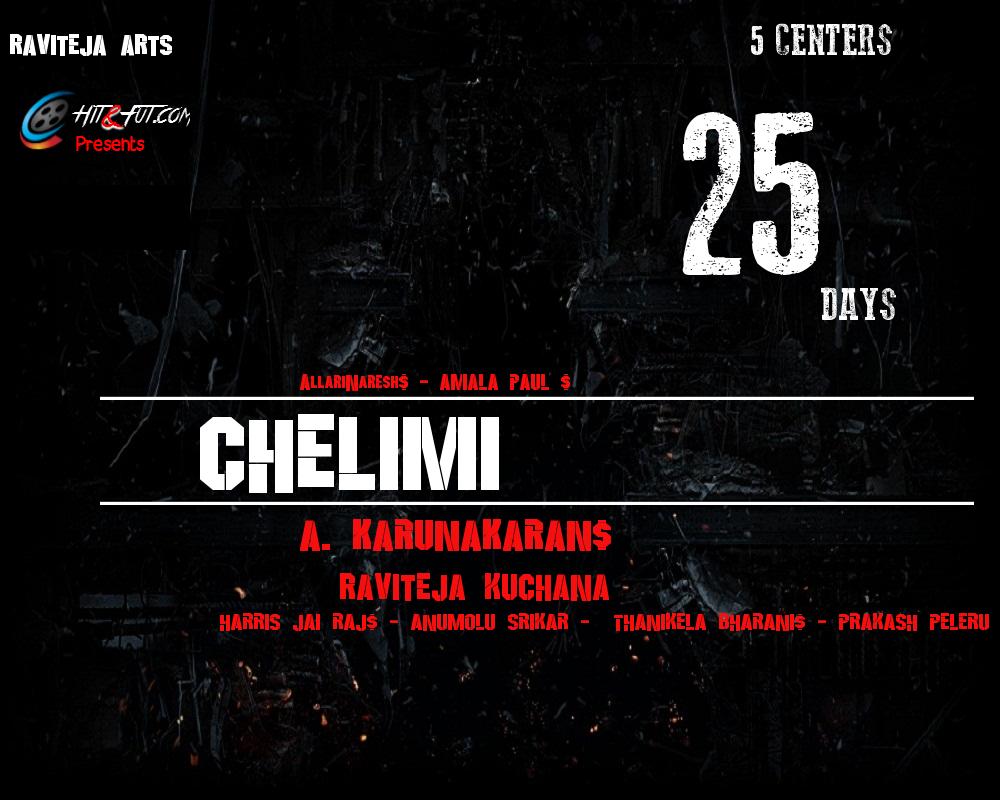 RAVITEJA ARTS
5 CENTER$
HIT&FUT.COM
Presents
25
DAY$
ALLARINARESH$ - AMALA PAUL $
CHELIMI
A. KARUNAKARAN$
RAVITEJA KUCHANA
HARRIS JAI RAJ$ - ANUMOLU SRIKAR - THANIKELA BHARANI$ - PRAKASH PELERU